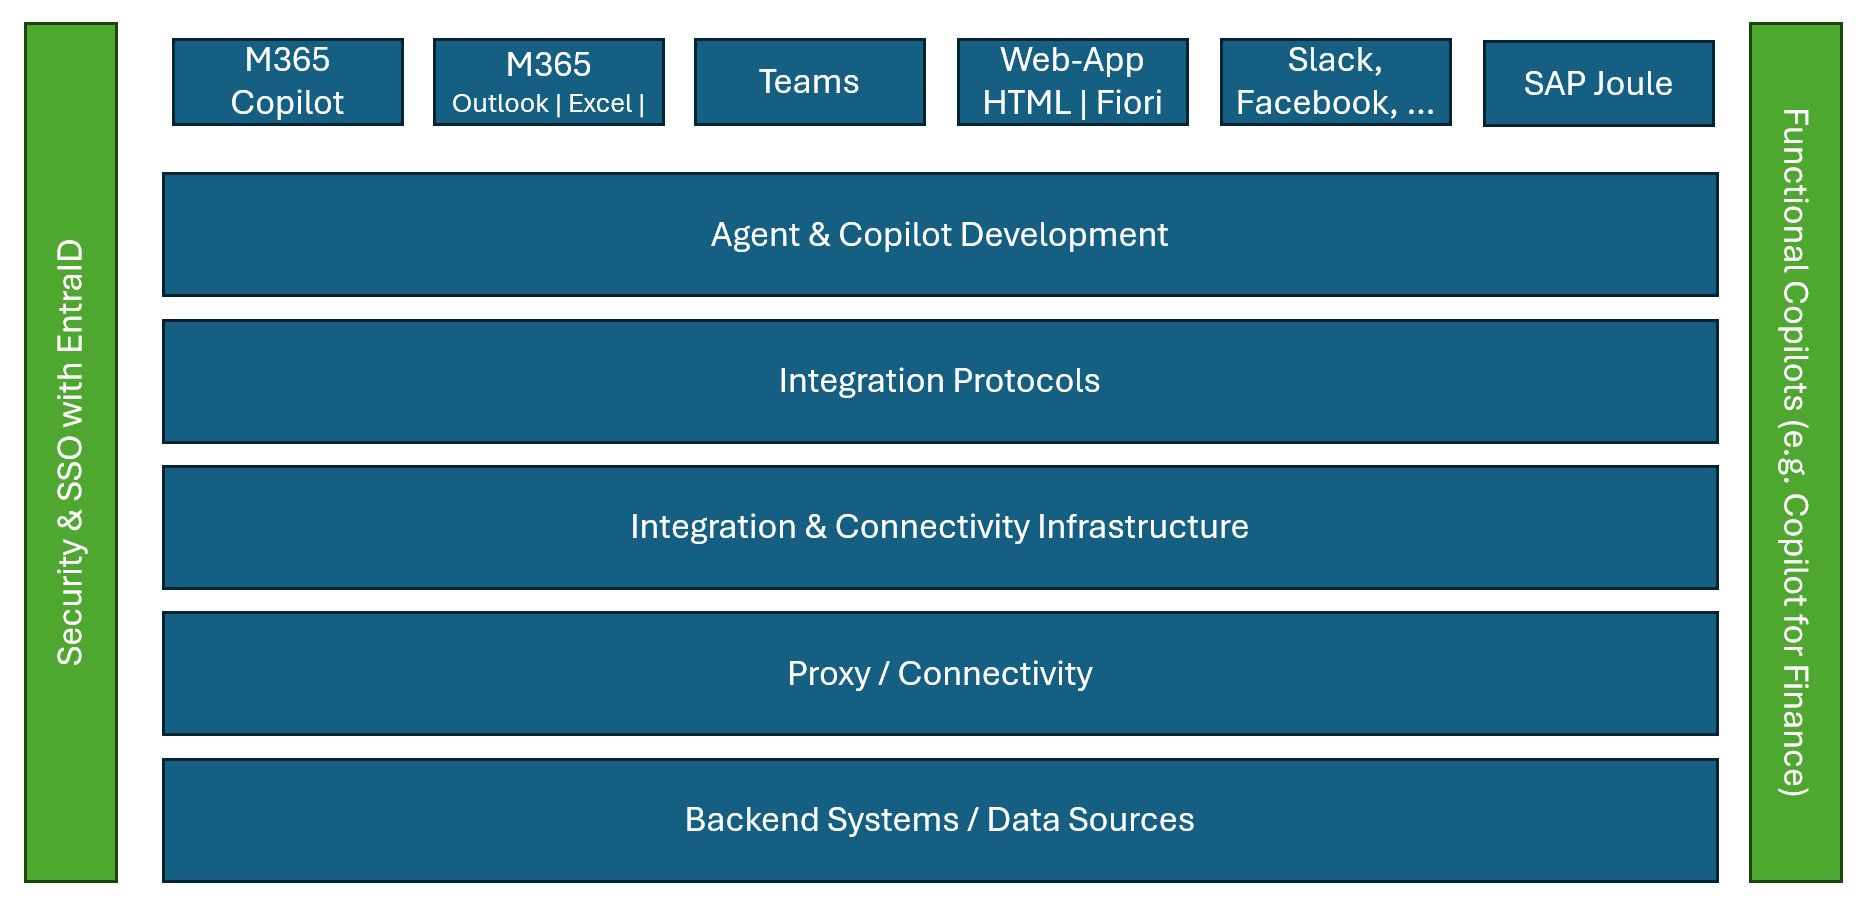 Security & SSO with EntraID
M365
Copilot
M365
Outlook | Excel |
Teams
Web-App
HTML | Fiori
Slack,
Facebook, ...
SAP Joule
Agent & Copilot Development
Integration Protocols
Integration & Connectivity Infrastructure
Proxy / Connectivity
Backend Systems / Data Sources
Functional Copilots (e.g. Copilot for Finance)